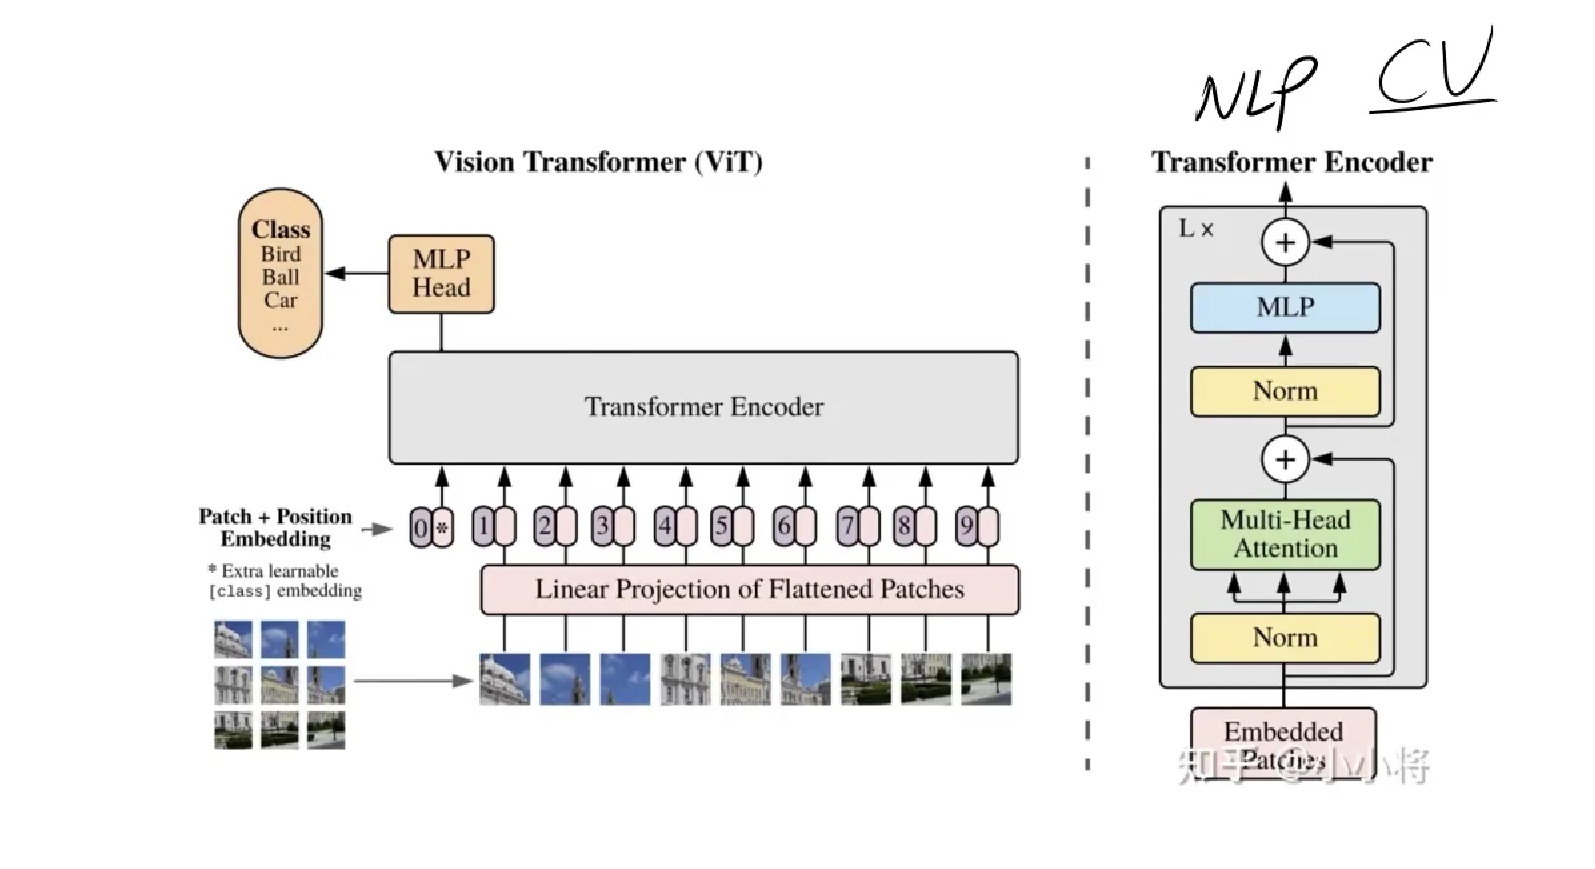 NLP CV
Vision Transformer (ViT)
Class
Bird
Ball
Car
...
MLP
Head
Transformer Encoder
Patch + Position
Embedding
0 * 1 2 3 4 5 6 7 8 9
* Extra learnable
[class] embedding
Linear Projection of Flattened Patches
Transformer Encoder
L x
+
MLP
Norm
+
Multi-Head
Attention
Norm
Embedded
Patches
知乎 @小小将